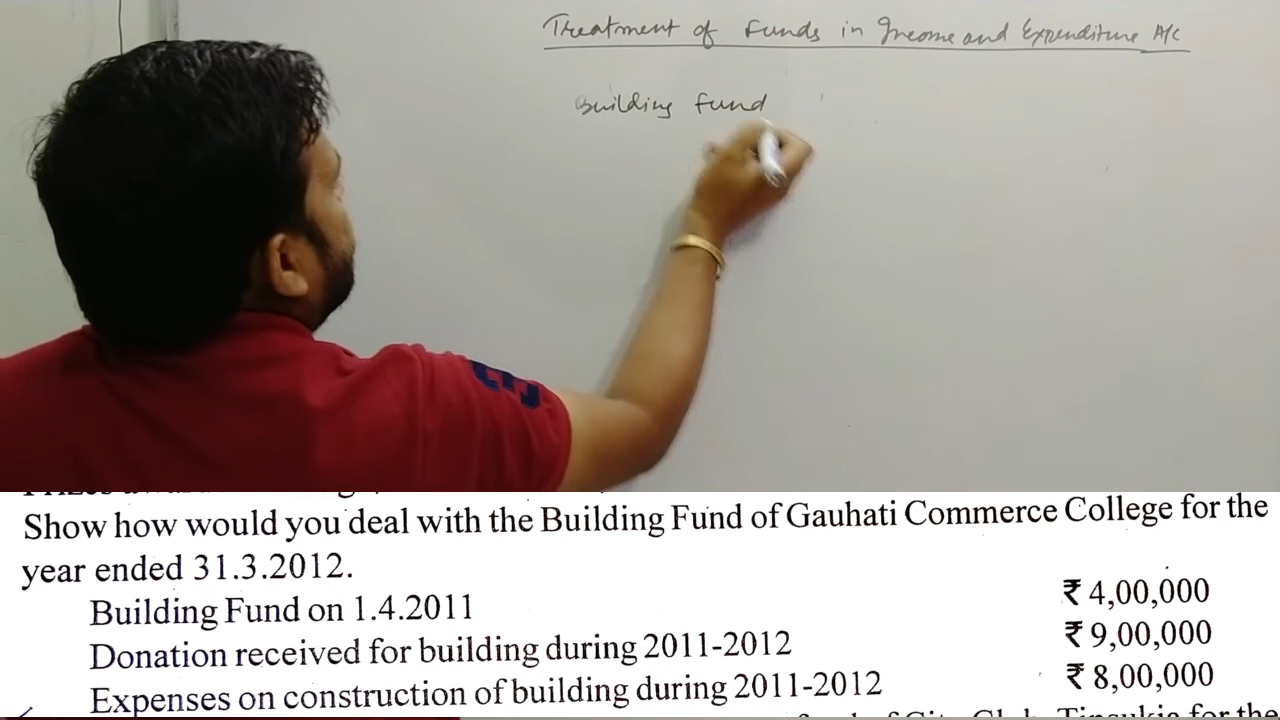 Treatment of Funds in Income and Expenditure A/c
Building Fund
Show how would you deal with the Building Fund of Gauhati Commerce College for the
year ended 31.3.2012.
Building Fund on 1.4.2011 ₹ 4,00,000
Donation received for building during 2011-2012 ₹ 9,00,000
Expenses on construction of building during 2011-2012 ₹ 8,00,000